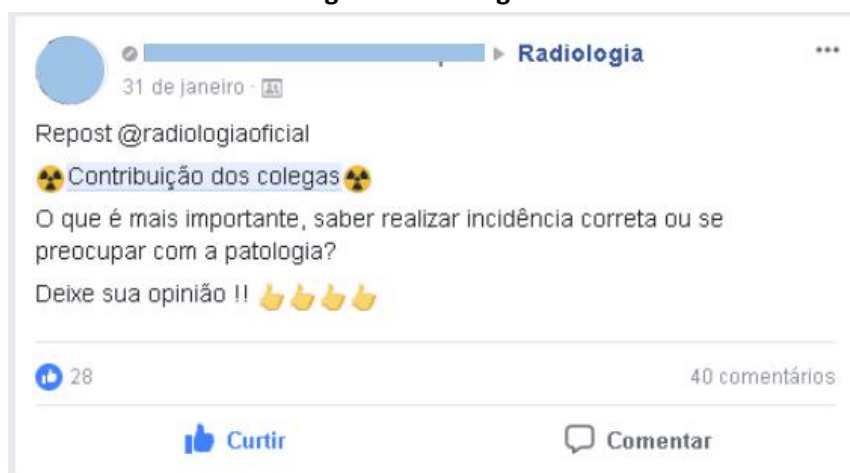 Radiologia
31 de janeiro
Repost @radiologiaoficial
Contribuição dos colegas
O que é mais importante, saber realizar incidência correta ou se
preocupar com a patologia?
Deixe sua opinião !!
28
40 comentários
Curtir
Comentar